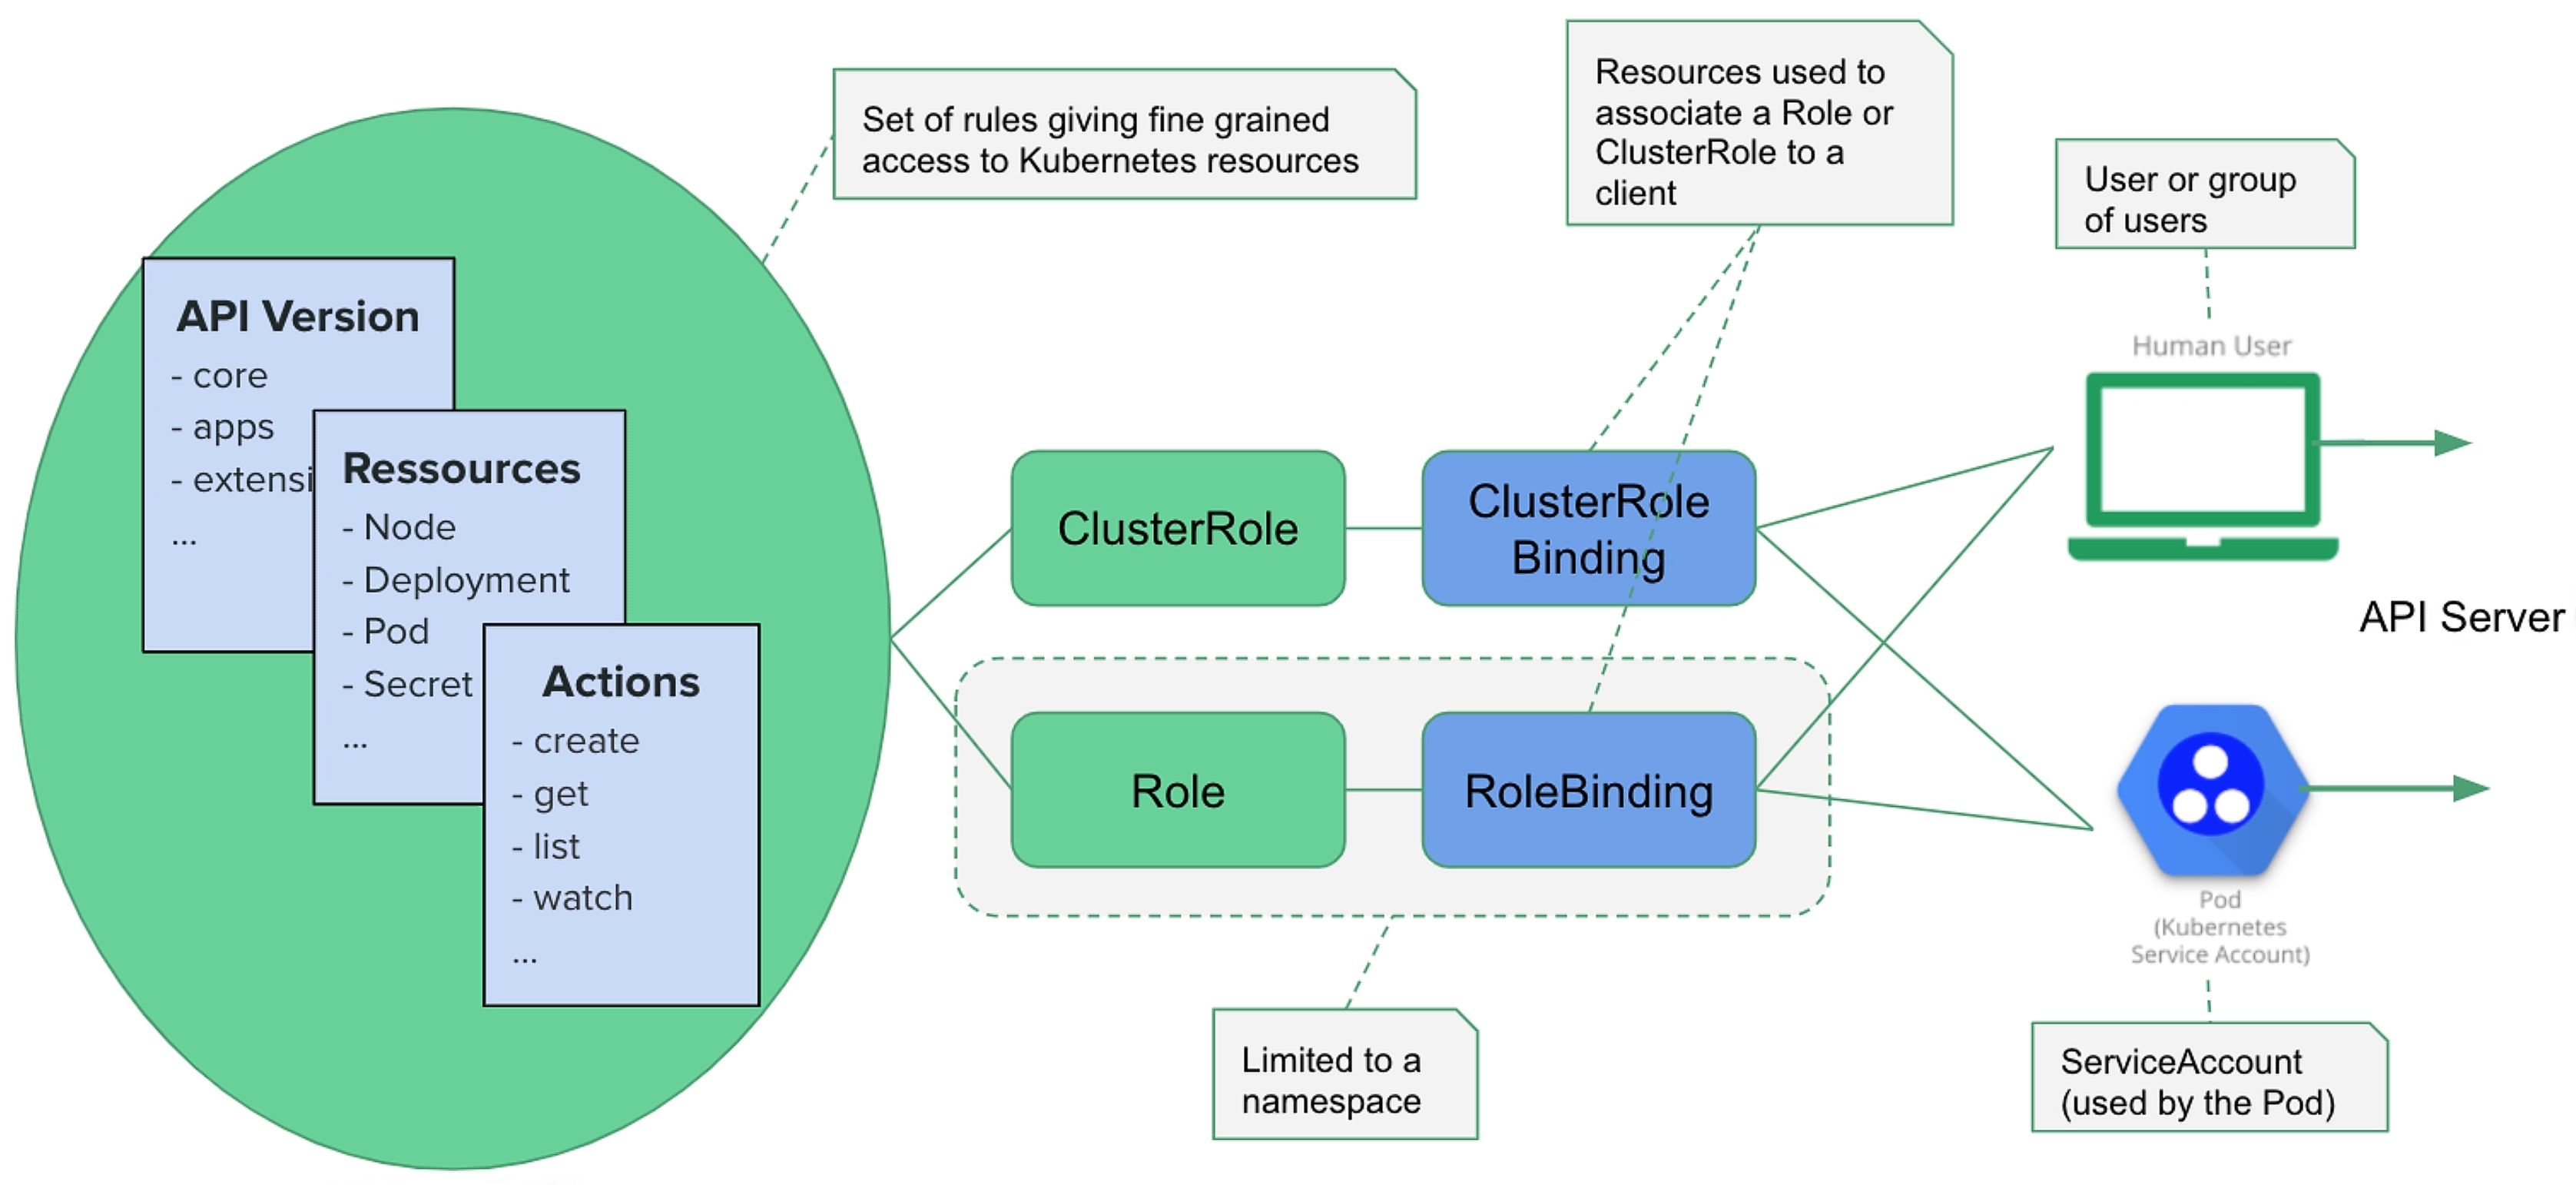 Set of rules giving fine grained
access to Kubernetes resources
Resources used to
associate a Role or
ClusterRole to a
client
User or group
of users
API Version
- core
- apps
- extensi
...
Ressources
- Node
- Deployment
- Pod
- Secret
...
Actions
- create
- get
- list
- watch
...
ClusterRole
ClusterRole
Binding
Role
RoleBinding
Limited to a
namespace
Human User
API Server
Pod
(Kubernetes
Service Account)
ServiceAccount
(used by the Pod)